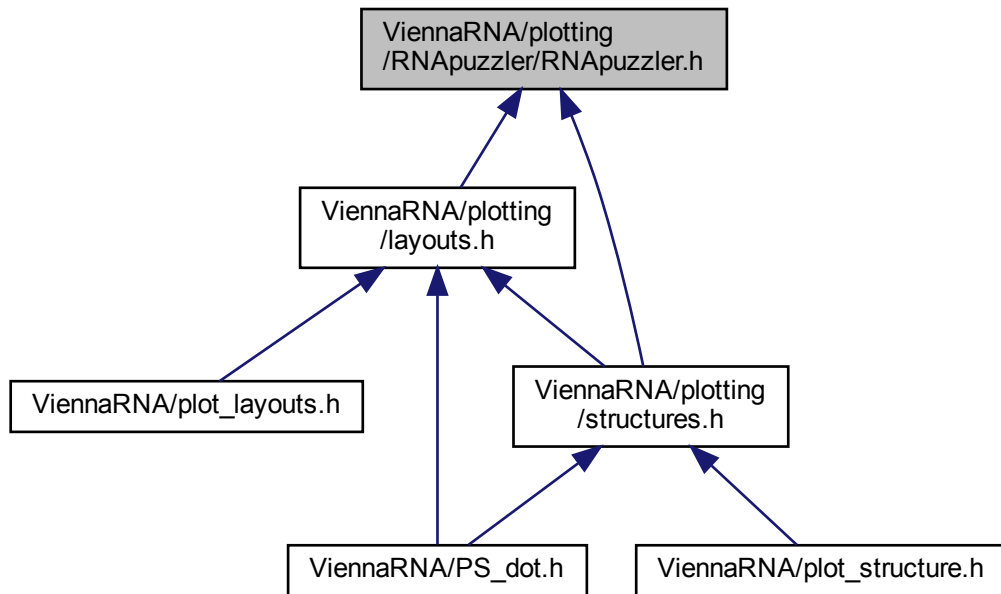 ViennaRNA/plotting
/RNApuzzler/RNApuzzler.h
ViennaRNA/plotting
/layouts.h
ViennaRNA/plot_layouts.h
ViennaRNA/plotting
/structures.h
ViennaRNA/PS_dot.h
ViennaRNA/plot_structure.h